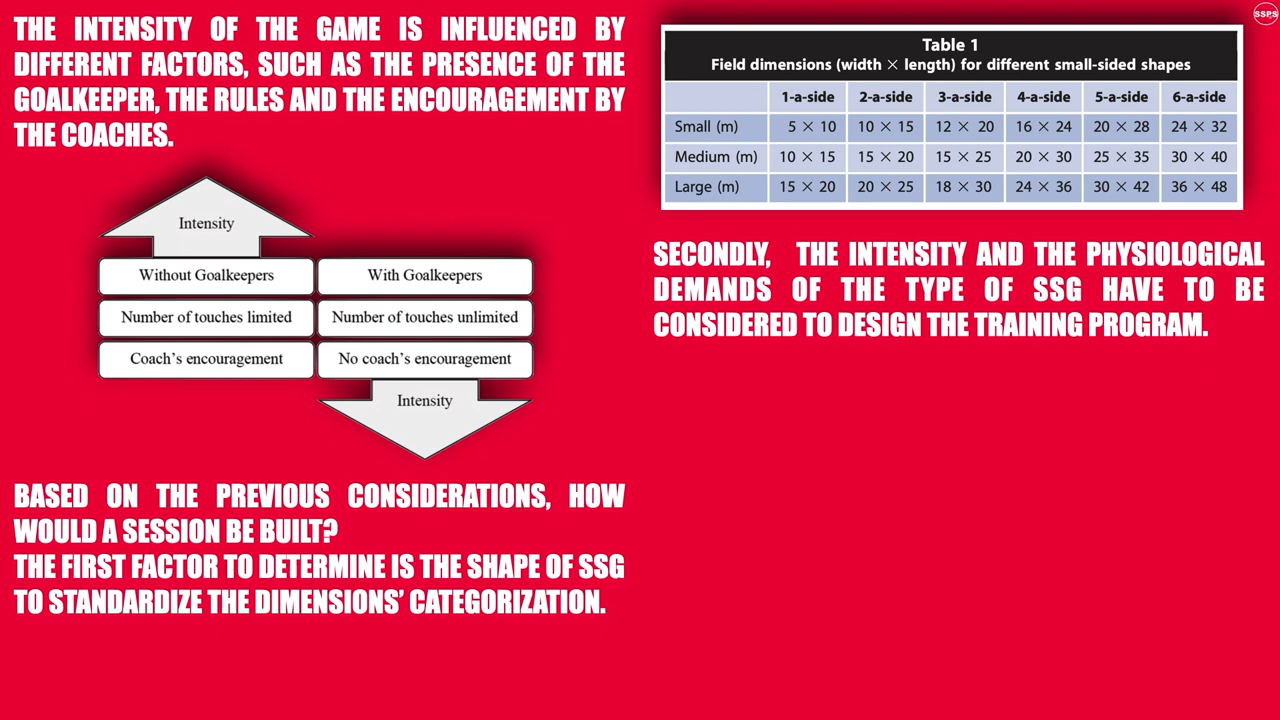 THE INTENSITY OF THE GAME IS INFLUENCED BY
DIFFERENT FACTORS, SUCH AS THE PRESENCE OF THE
GOALKEEPER, THE RULES AND THE ENCOURAGEMENT BY
THE COACHES.
Intensity
Without Goalkeepers With Goalkeepers
Number of touches limited Number of touches unlimited
Coach's encouragement No coach's encouragement
Intensity
BASED ON THE PREVIOUS CONSIDERATIONS, HOW
WOULD A SESSION BE BUILT?
THE FIRST FACTOR TO DETERMINE IS THE SHAPE OF SSG
TO STANDARDIZE THE DIMENSIONS' CATEGORIZATION.
SSPS
Table 1
Field dimensions (width × length) for different small-sided shapes
1-a-side 2-a-side 3-a-side 4-a-side 5-a-side 6-a-side
Small (m) 5 × 10 10 × 15 12 × 20 16 × 24 20 × 28 24 × 32
Medium (m) 10 × 15 15 × 20 15 × 25 20 × 30 25 × 35 30 × 40
Large (m) 15 × 20 20 × 25 18 × 30 24 × 36 30 × 42 36 × 48
SECONDLY, THE INTENSITY AND THE PHYSIOLOGICAL
DEMANDS OF THE TYPE OF SSG HAVE TO BE
CONSIDERED TO DESIGN THE TRAINING PROGRAM.